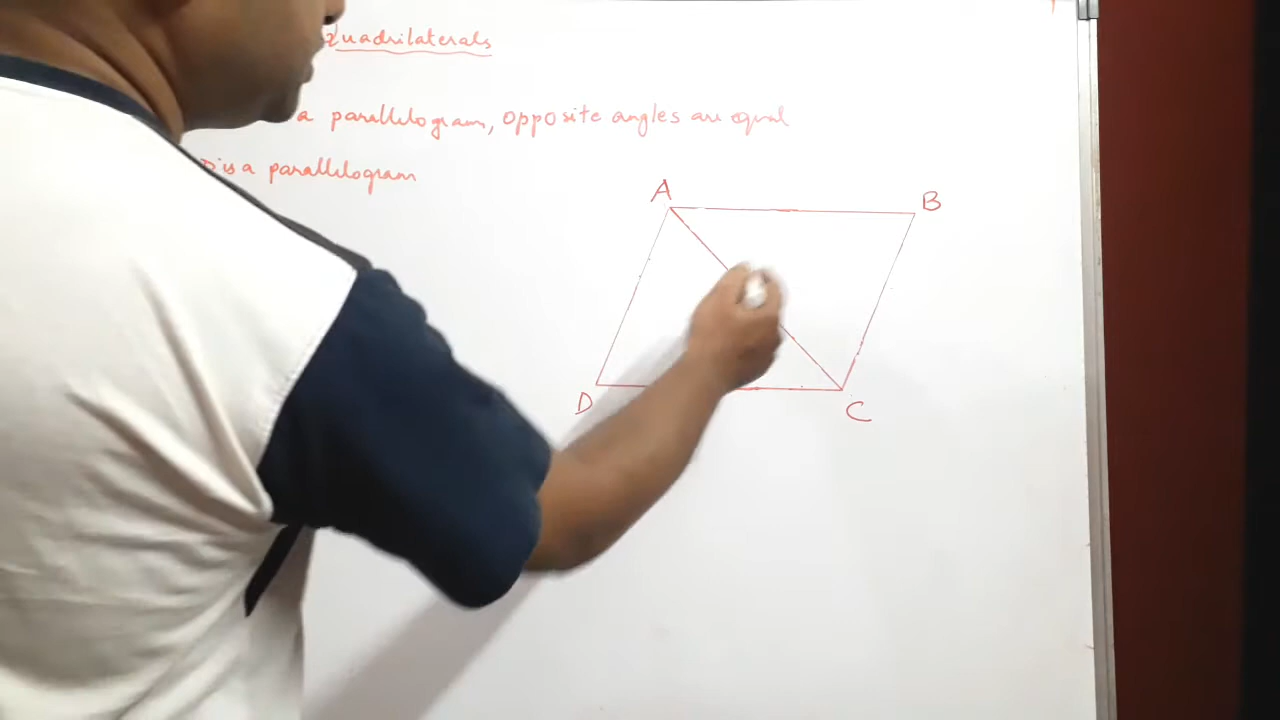 Quadrilaterals
a parallelogram, opposite angles are equal
D is a parallelogram
A
B
D
C